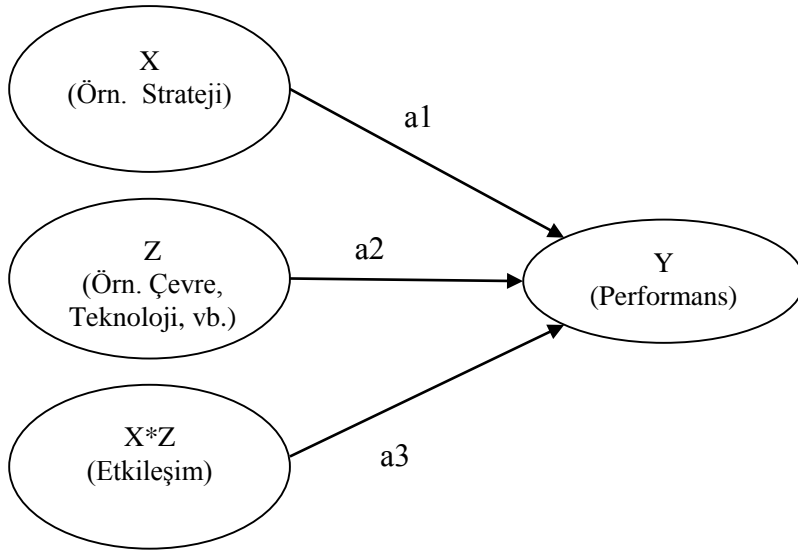 X
(Örn. Strateji)
a1
Z
(Örn. Çevre,
Teknoloji, vb.)
a2
Y
(Performans)
X*Z
(Etkileşim)
a3